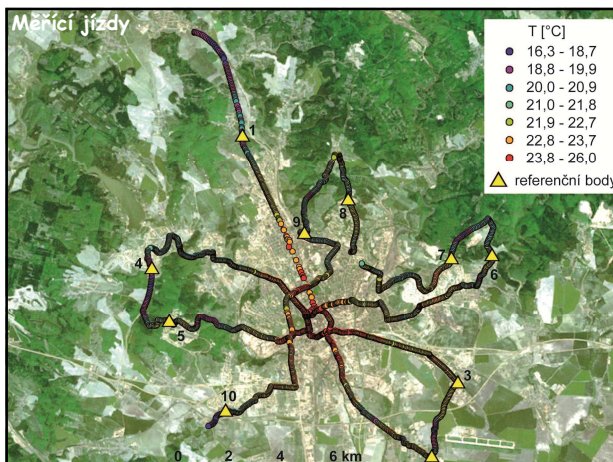 Měřící jízdy
T [°C]
16,3 - 18,7
18,8 - 19,9
20,0 - 20,9
21,0 - 21,8
21,9 - 22,7
22,8 - 23,7
23,8 - 26,0
referenční body
1
8
9
7
6
4
5
3
10
0 2 4 6 km